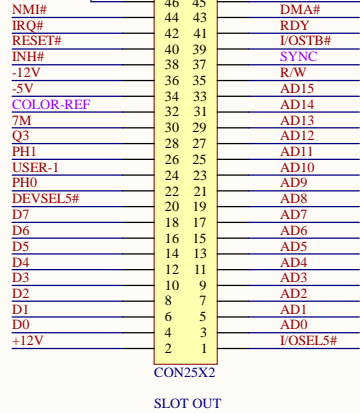 46 45
NMI# 44 43 DMA#
IRQ# 42 41 RDY
RESET# 40 39 I/OSTB#
INH# 38 37 SYNC
-12V 36 35 R/W
-5V 34 33 AD15
COLOR-REF 32 31 AD14
7M 30 29 AD13
Q3 28 27 AD12
PH1 26 25 AD11
USER-1 24 23 AD10
PH0 22 21 AD9
DEVSEL5# 20 19 AD8
D7 18 17 AD7
D6 16 15 AD6
D5 14 13 AD5
D4 12 11 AD4
D3 10 9 AD3
D2 8 7 AD2
D1 6 5 AD1
D0 4 3 AD0
+12V 2 1 I/OSEL5#
CON25X2
SLOT OUT